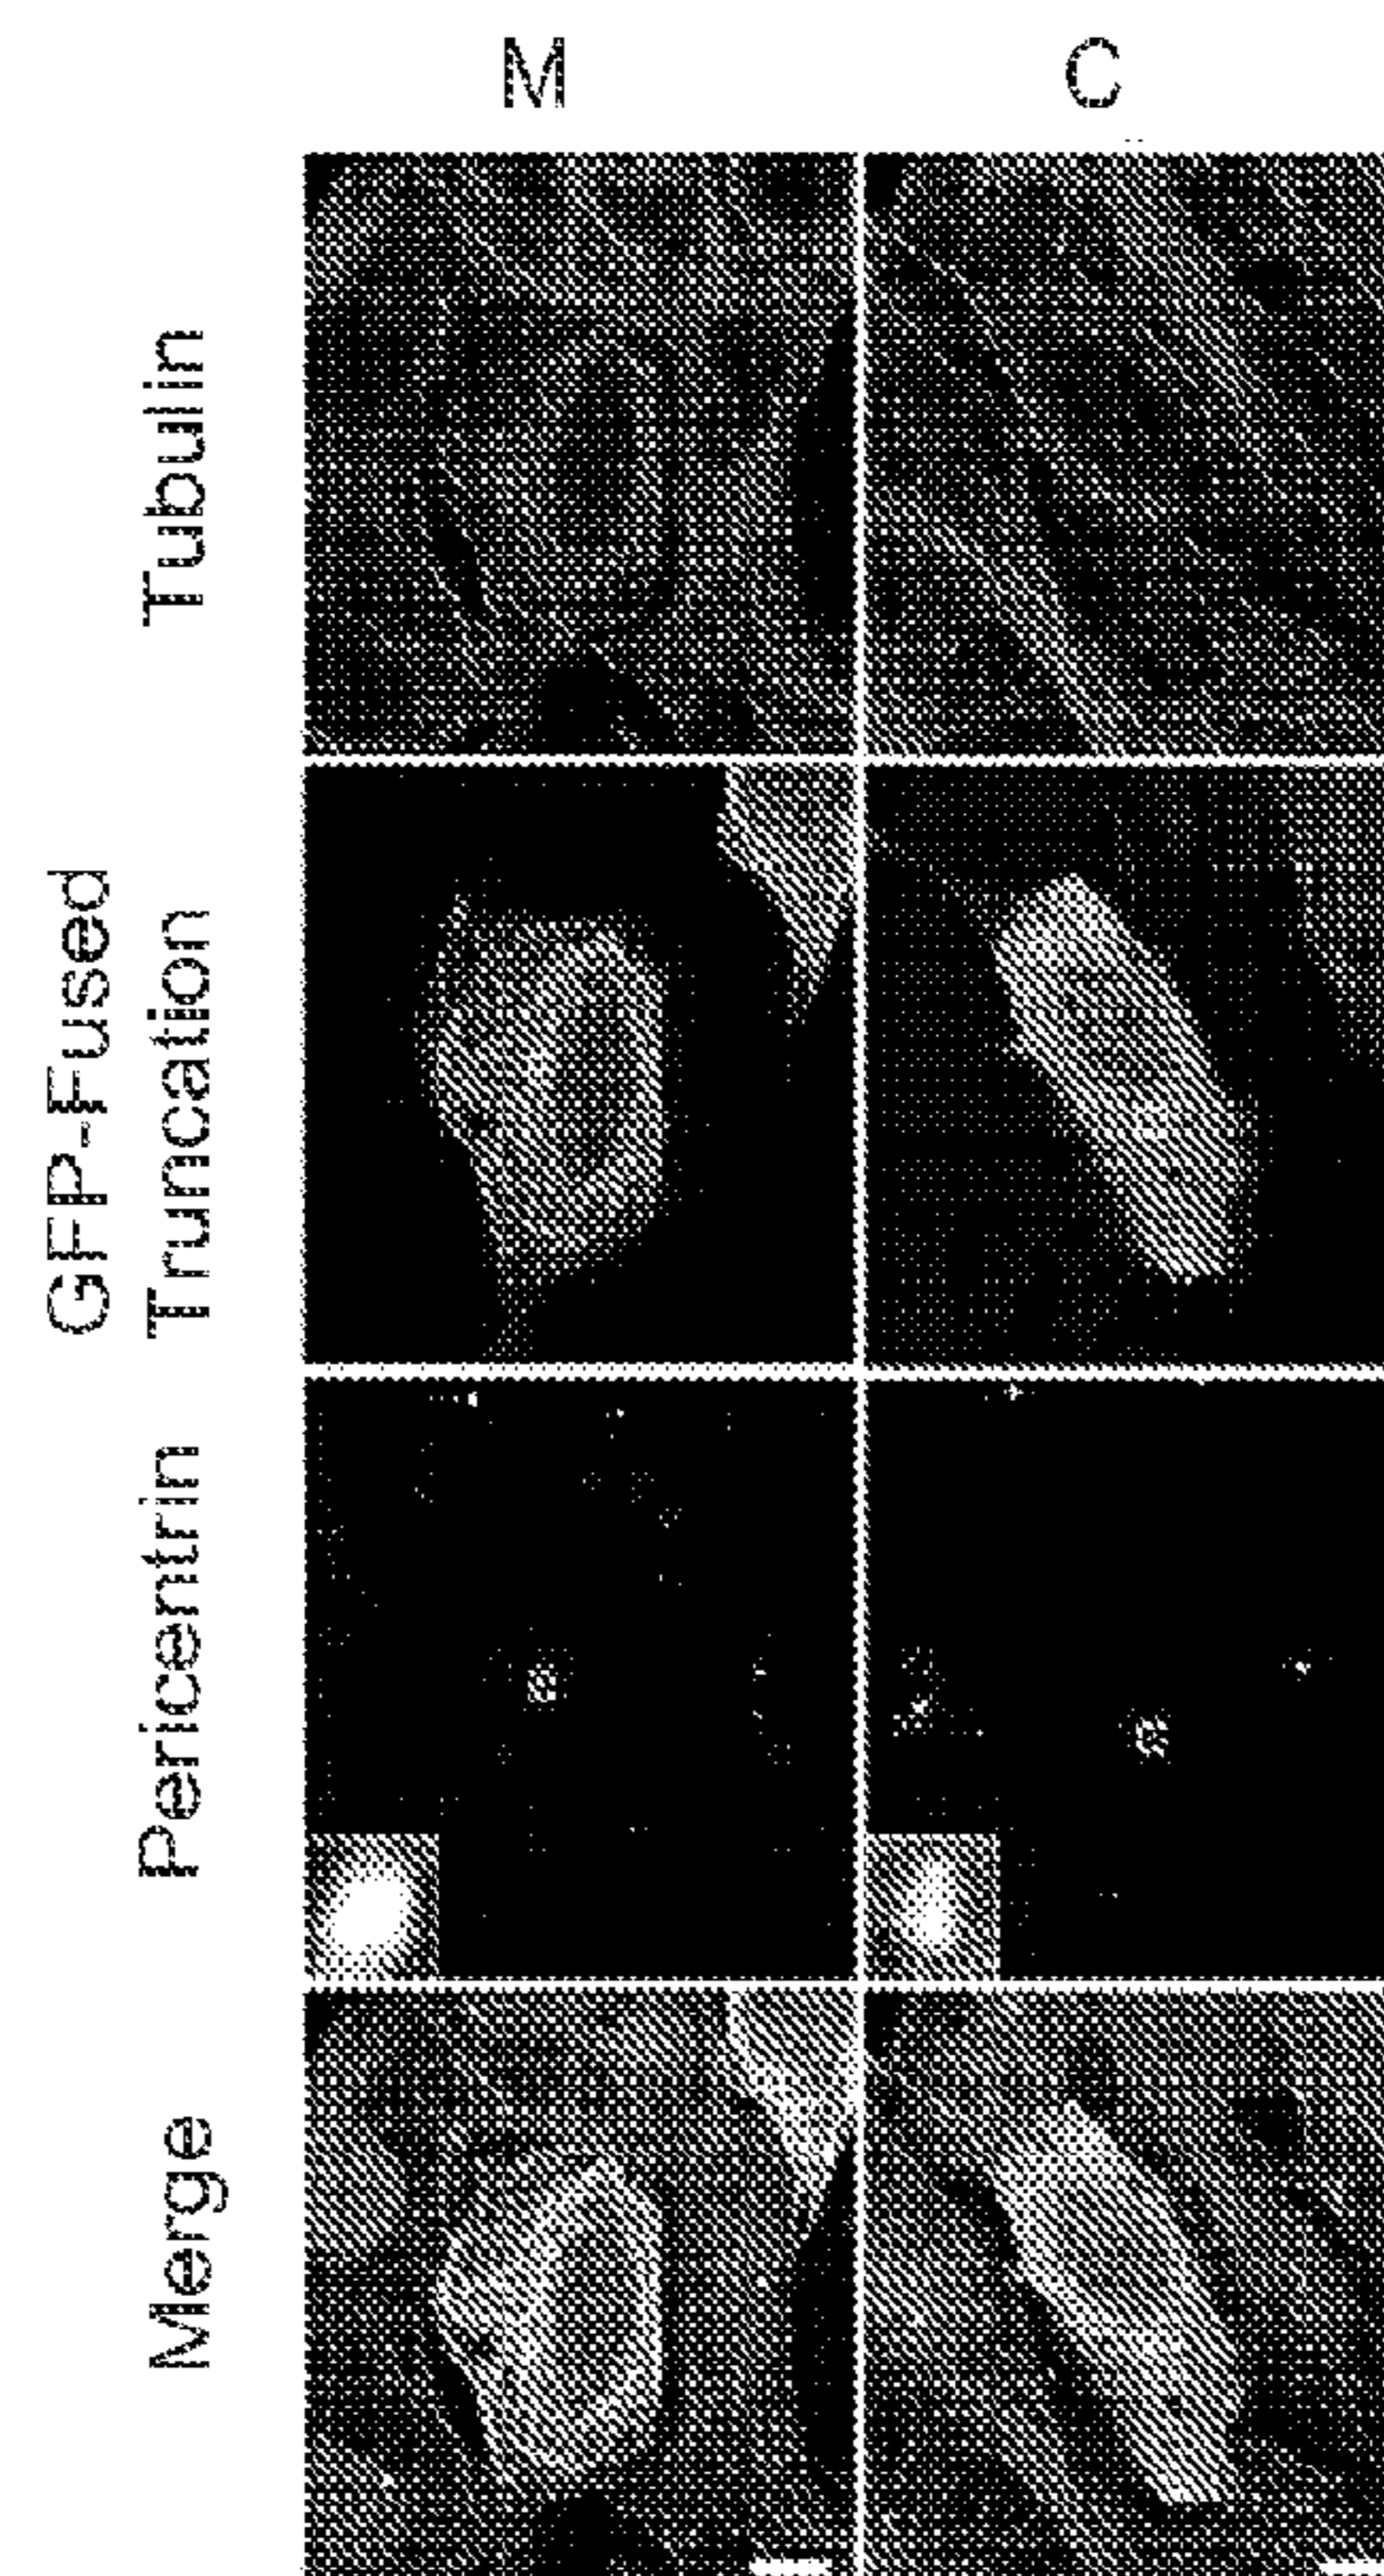 M
C
Tubulin
GFP-Fused
Truncation
Pericentrin
Merge